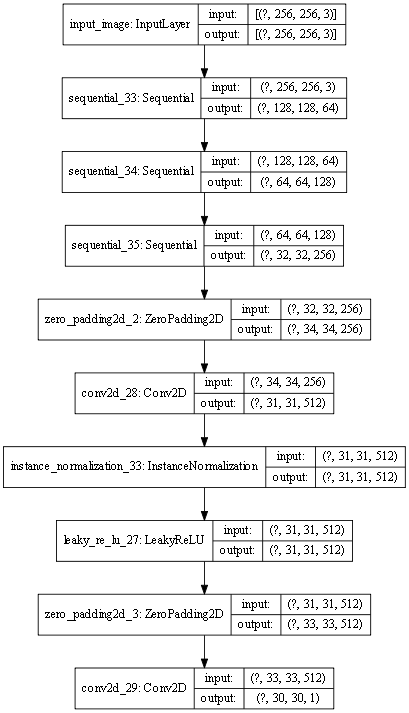 input_image: InputLayer
input: [(?, 256, 256, 3)]
output: [(?, 256, 256, 3)]
sequential_33: Sequential
input: (?, 256, 256, 3)
output: (?, 128, 128, 64)
sequential_34: Sequential
input: (?, 128, 128, 64)
output: (?, 64, 64, 128)
sequential_35: Sequential
input: (?, 64, 64, 128)
output: (?, 32, 32, 256)
zero_padding2d_2: ZeroPadding2D
input: (?, 32, 32, 256)
output: (?, 34, 34, 256)
conv2d_28: Conv2D
input: (?, 34, 34, 256)
output: (?, 31, 31, 512)
instance_normalization_33: InstanceNormalization
input: (?, 31, 31, 512)
output: (?, 31, 31, 512)
leaky_re_lu_27: LeakyReLU
input: (?, 31, 31, 512)
output: (?, 31, 31, 512)
zero_padding2d_3: ZeroPadding2D
input: (?, 31, 31, 512)
output: (?, 33, 33, 512)
conv2d_29: Conv2D
input: (?, 33, 33, 512)
output: (?, 30, 30, 1)